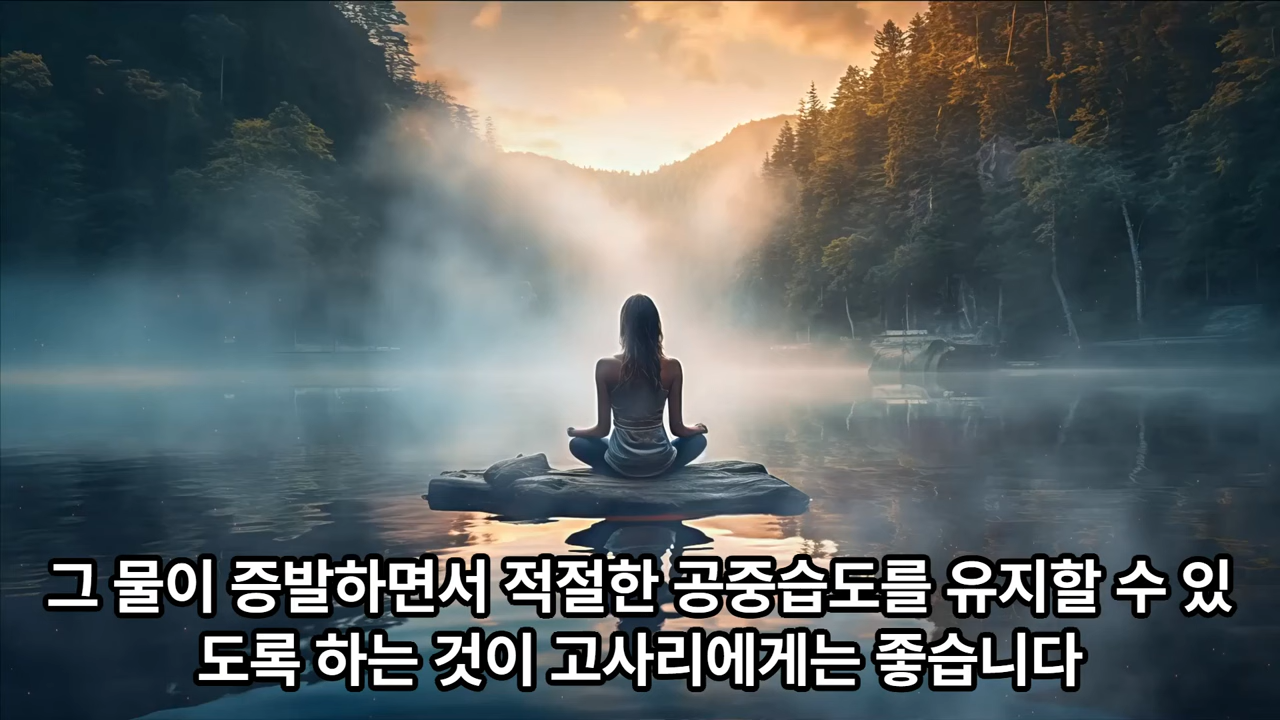 그 물이 증발하면서 적절한 공중습도를 유지할 수 있
도록 하는 것이 고사리에게는 좋습니다